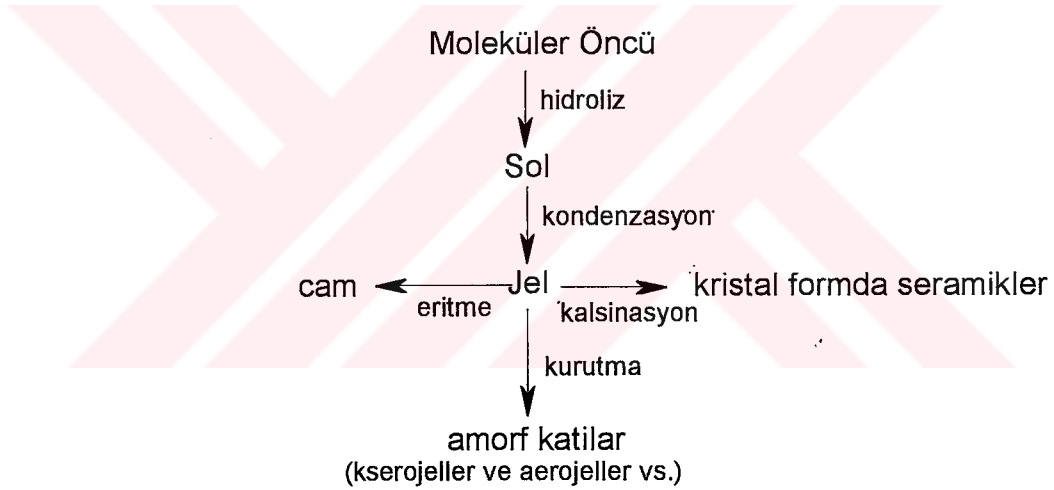 Moleküler Öncü
hidroliz
Sol
kondenzasyon
cam
eritme
Jel
kalsinasyon
kristal formda seramikler
kurutma
amorf katilar
(kserojeller ve aerojeller vs.)